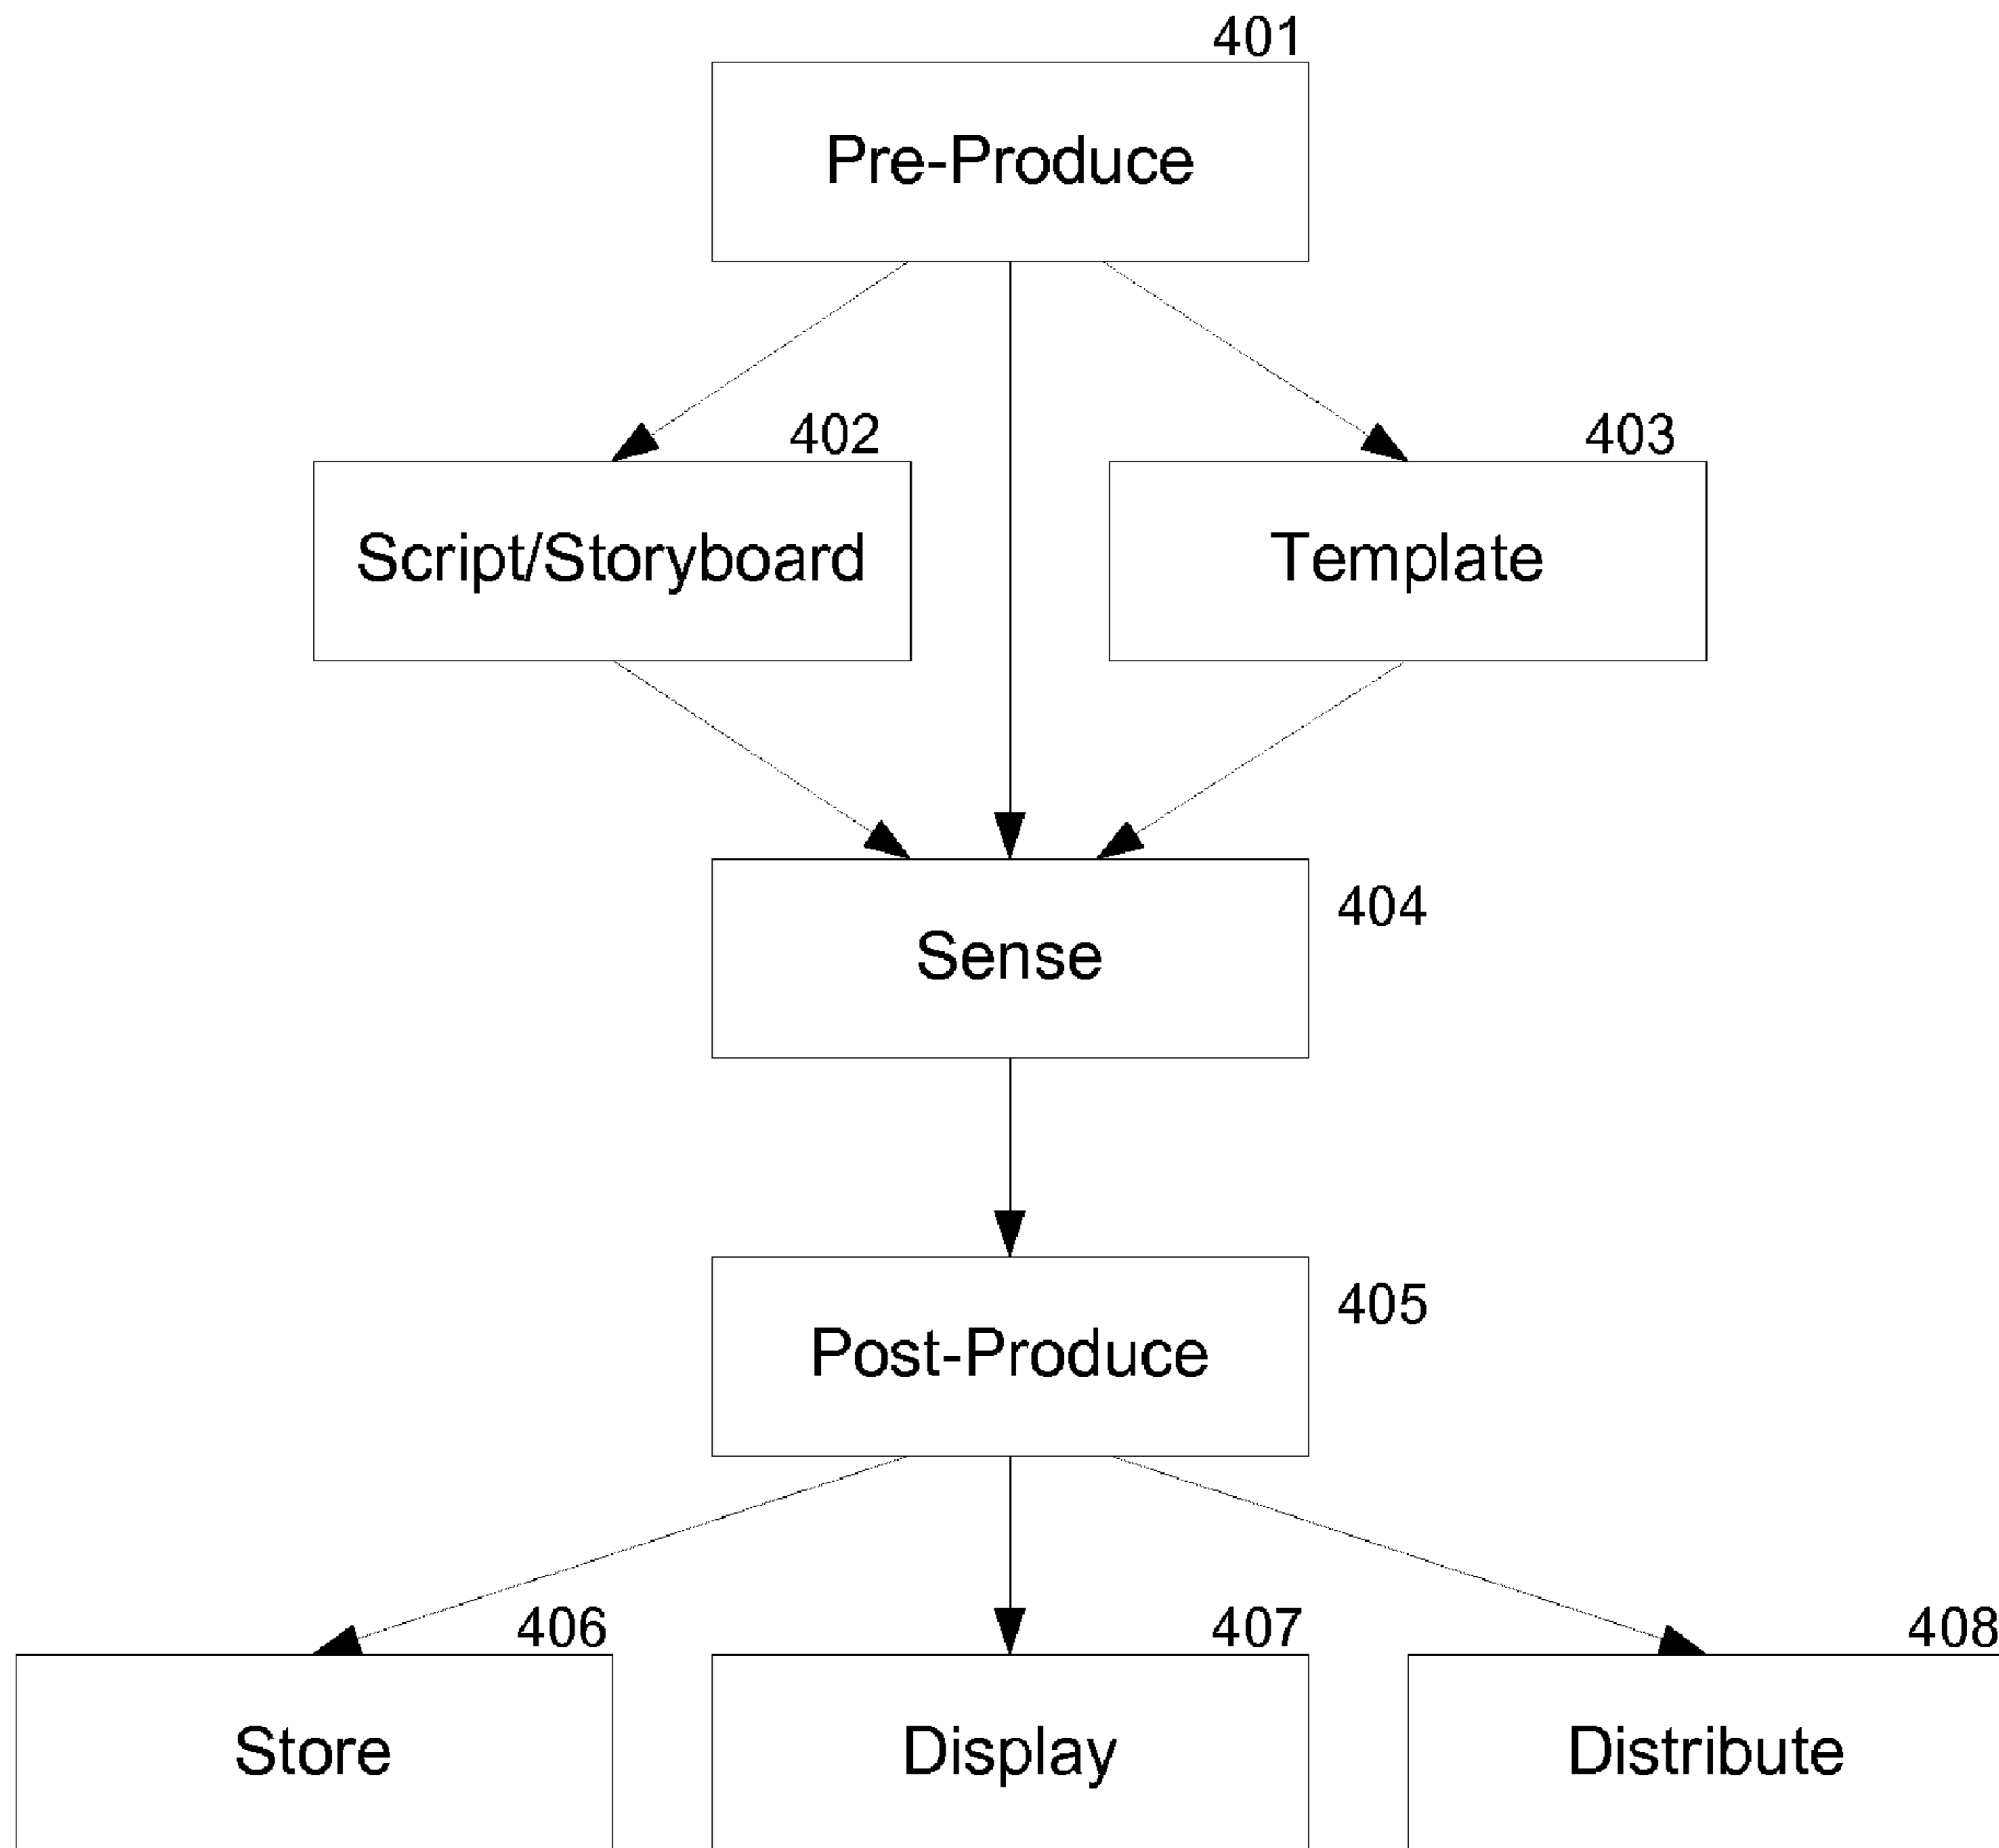 401
Pre-Produce
402
403
Script/Storyboard
Template
404
Sense
405
Post-Produce
406
407
408
Store
Display
Distribute